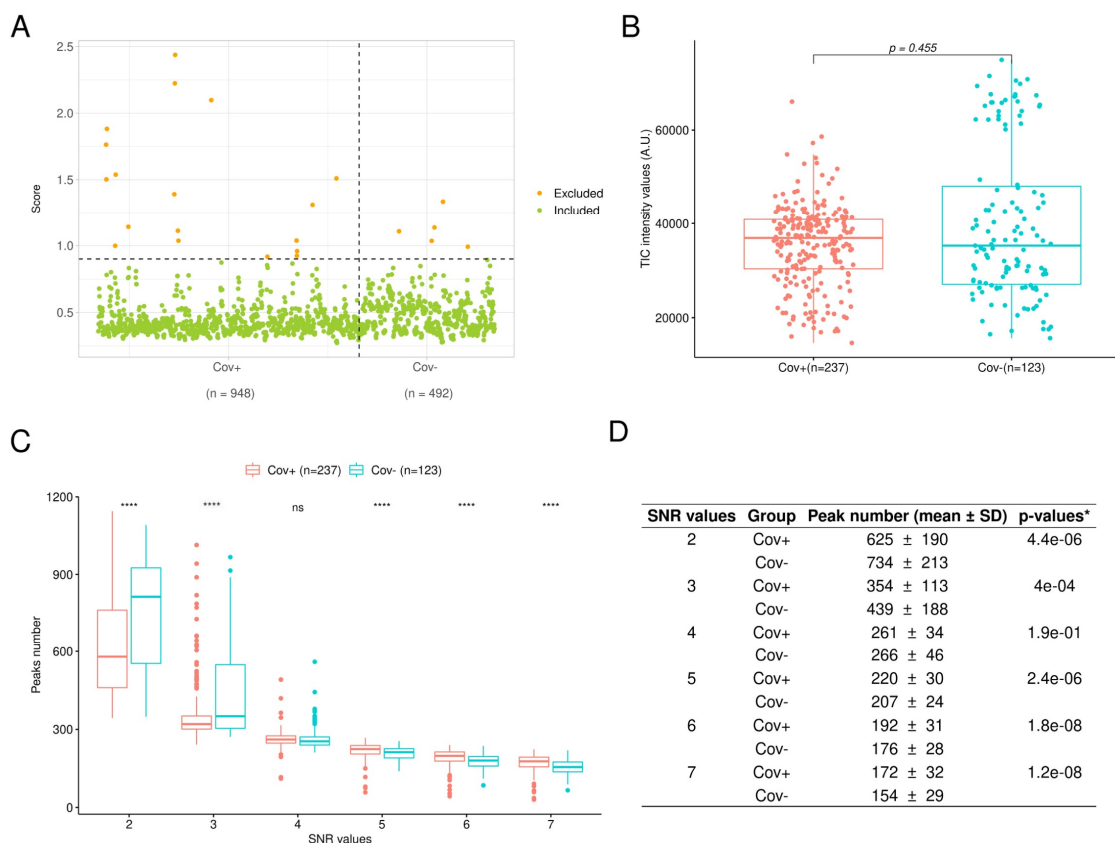 A
2.5
2.0
1.5
1.0
0.5
Score
Cov+
Cov-
(n = 948)
(n = 492)
Excluded
Included
B
p = 0.455
60000
40000
20000
TIC intensity values (A.U.)
Cov+(n=237)
Cov-(n=123)
C
Cov+ (n=237)
Cov- (n=123)
1200
900
600
300
0
Peaks number
**** **** ns **** **** ****
2 3 4 5 6 7
SNR values
D
SNR values Group Peak number (mean ± SD) p-values*
2 Cov+ 625 ± 190 4.4e-06
Cov- 734 ± 213
3 Cov+ 354 ± 113 4e-04
Cov- 439 ± 188
4 Cov+ 261 ± 34 1.9e-01
Cov- 266 ± 46
5 Cov+ 220 ± 30 2.4e-06
Cov- 207 ± 24
6 Cov+ 192 ± 31 1.8e-08
Cov- 176 ± 28
7 Cov+ 172 ± 32 1.2e-08
Cov- 154 ± 29